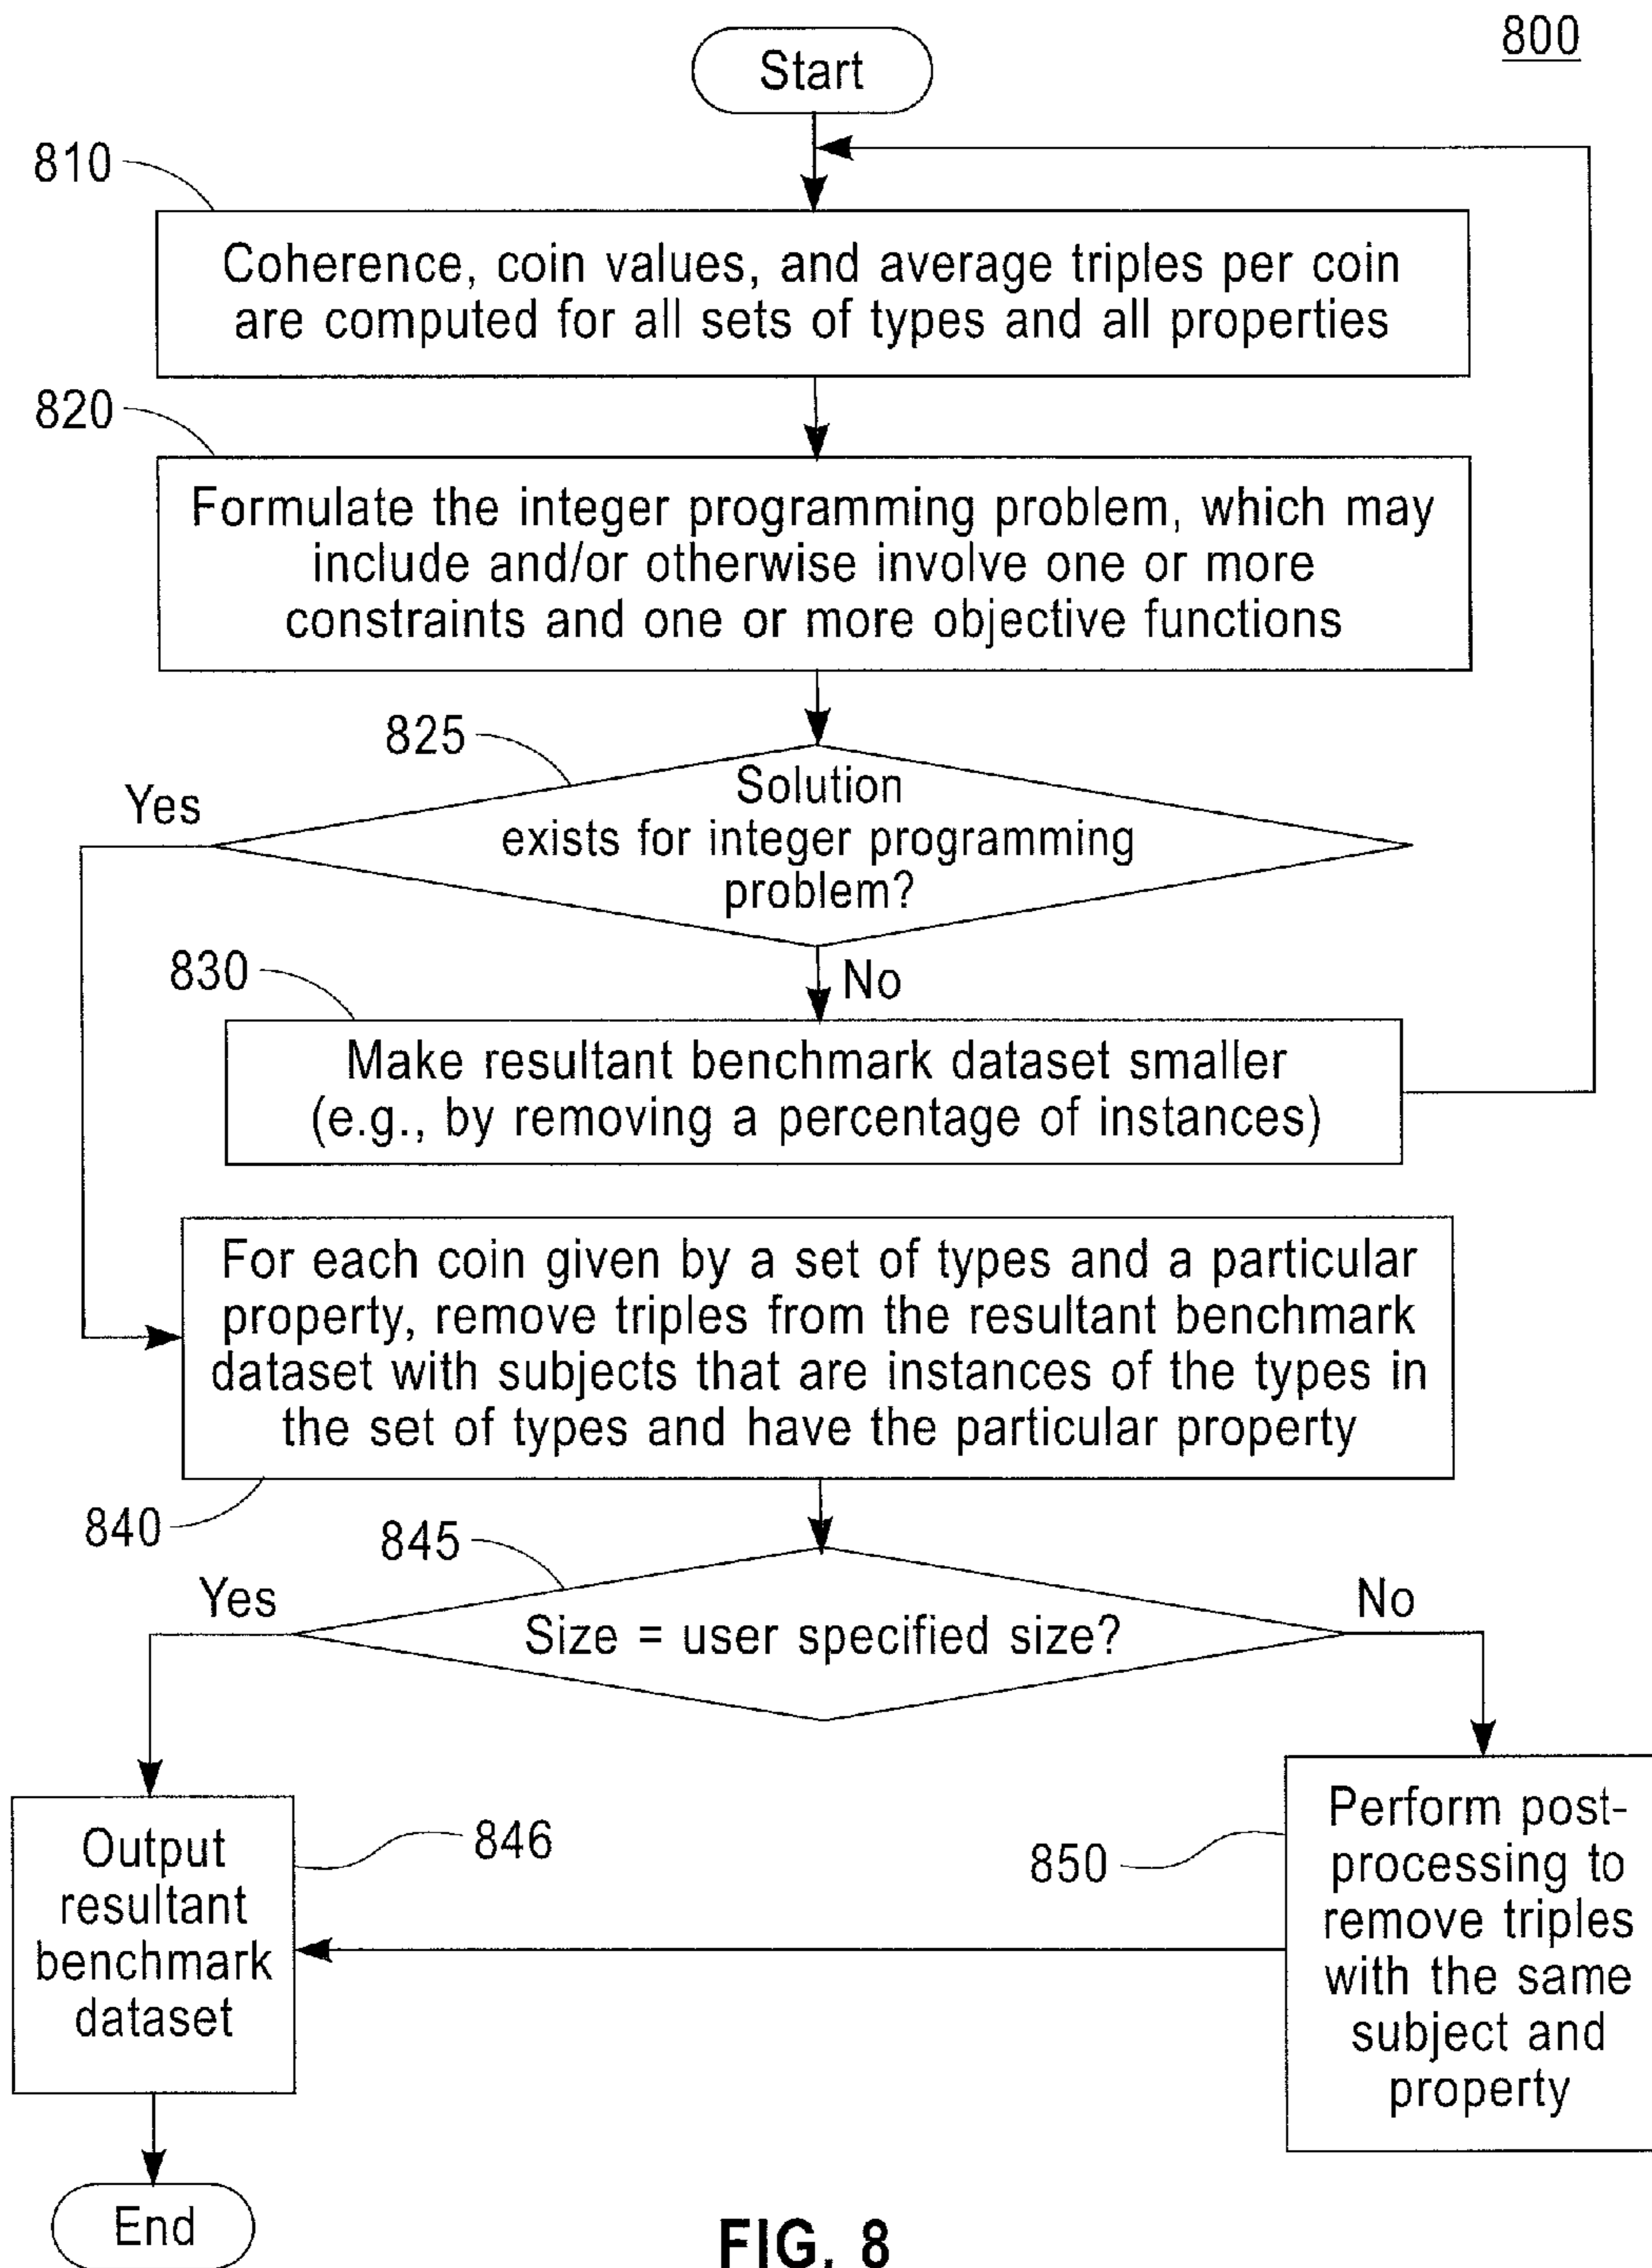 800
Start
810
Coherence, coin values, and average triples per coin
are computed for all sets of types and all properties
820
Formulate the integer programming problem, which may
include and/or otherwise involve one or more
constraints and one or more objective functions
825
Yes
Solution
exists for integer programming
problem?
830
No
Make resultant benchmark dataset smaller
(e.g., by removing a percentage of instances)
For each coin given by a set of types and a particular
property, remove triples from the resultant benchmark
dataset with subjects that are instances of the types in
the set of types and have the particular property
840
845
Yes
No
Size = user specified size?
Output
resultant
benchmark
dataset
846
850
Perform post-
processing to
remove triples
with the same
subject and
property
End
FIG. 8